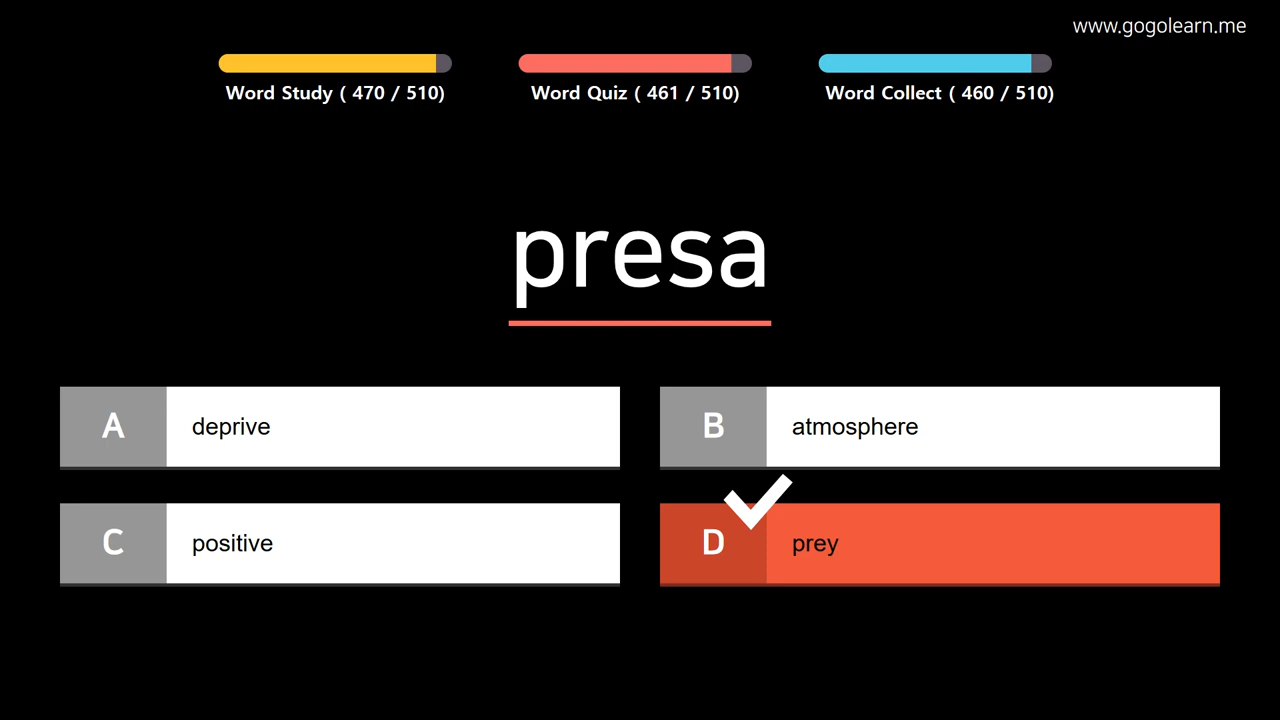 www.gogolearn.me
Word Study ( 470 / 510)
Word Quiz ( 461 / 510)
Word Collect ( 460 / 510)
presa
A deprive
B atmosphere
C positive
D prey